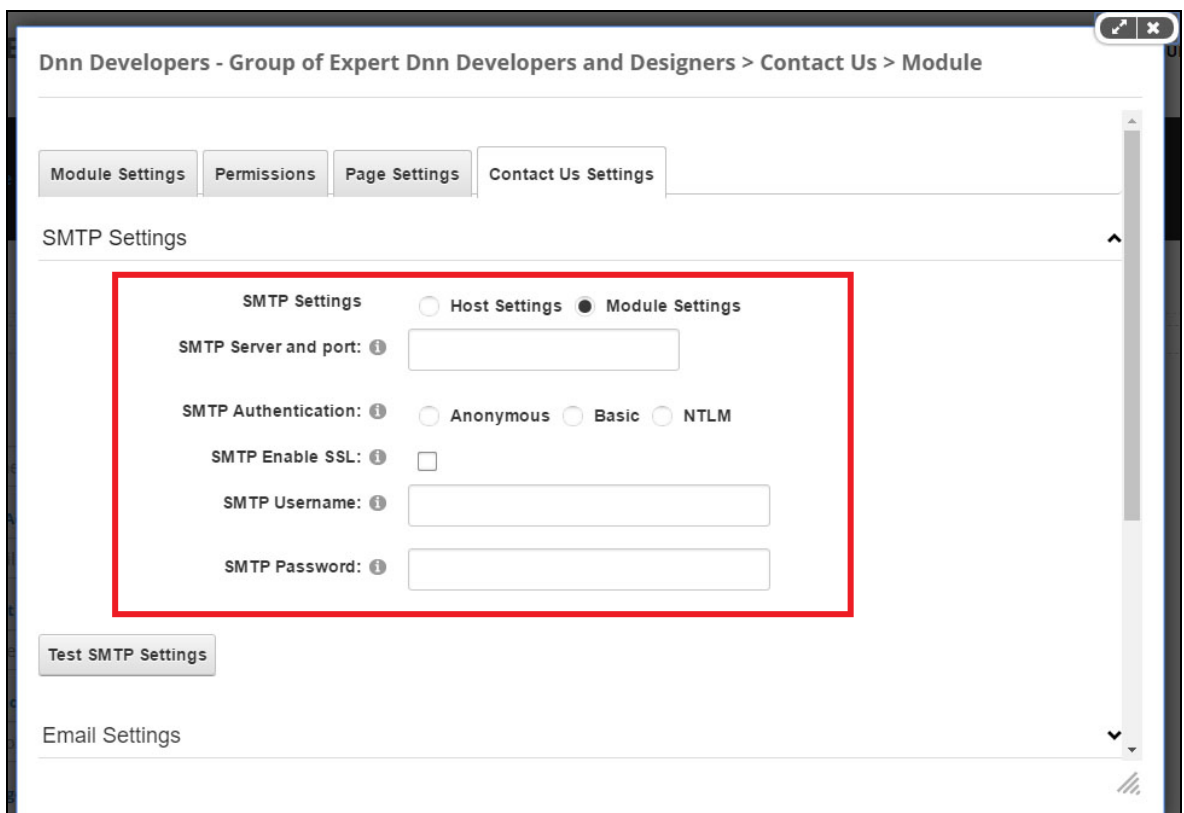 Dnn Developers - Group of Expert Dnn Developers and Designers > Contact Us > Module
Module Settings Permissions Page Settings Contact Us Settings
SMTP Settings
SMTP Settings Host Settings Module Settings
SMTP Server and port:
SMTP Authentication: Anonymous Basic NTLM
SMTP Enable SSL:
SMTP Username:
SMTP Password:
Test SMTP Settings
Email Settings